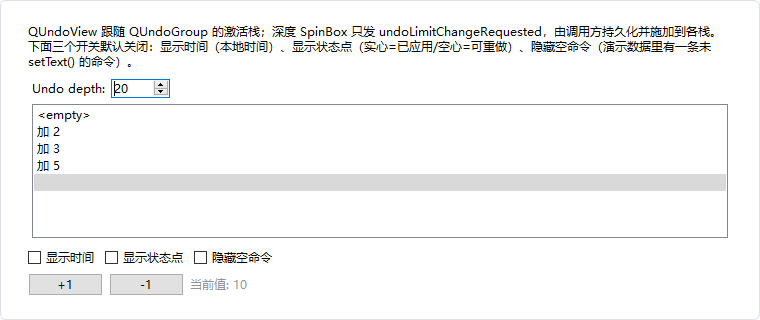 QUndoView 跟随 QUndoGroup 的激活栈；深度 SpinBox 只发 undoLimitChangeRequested，由调用方持久化并施加到各栈。
下面三个开关默认关闭：显示时间（本地时间）、显示状态点（实心=已应用/空心=可重做）、隐藏空命令（演示数据里有一条未
setText() 的命令）。
Undo depth: 20
<empty>
加 2
加 3
加 5
显示时间 显示状态点 隐藏空命令
+1 -1 当前值: 10